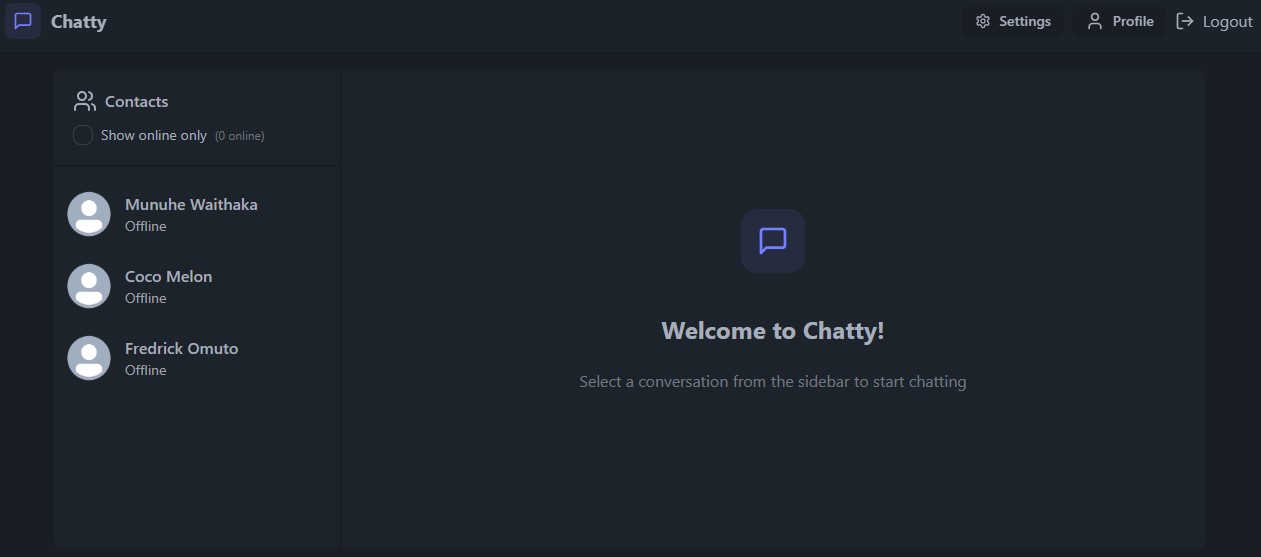 Chatty
Settings
Profile
Logout
Contacts
Show online only (0 online)
Munuhe Waithaka
Offline
Coco Melon
Offline
Fredrick Omuto
Offline
Welcome to Chatty!
Select a conversation from the sidebar to start chatting